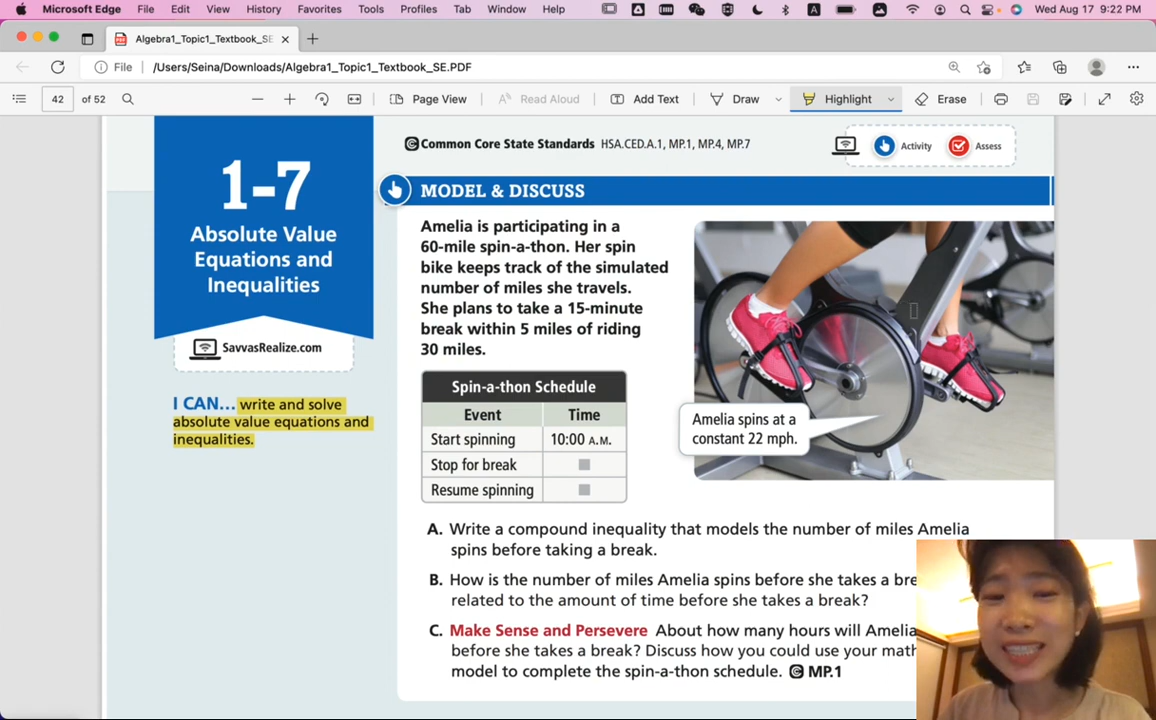 Microsoft Edge File Edit View History Favorites Tools Profiles Tab Window Help Wed Aug 17 9:22 PM
Algebra1_Topic1_Textbook_SE
File /Users/Seina/Downloads/Algebra1_Topic1_Textbook_SE.PDF
42 of 52 Page View Read Aloud Add Text Draw Highlight Erase
1-7
Absolute Value
Equations and
Inequalities
SavvasRealize.com
I CAN... write and solve
absolute value equations and
inequalities.
Common Core State Standards HSA.CED.A.1, MP.1, MP.4, MP.7
Activity Assess
MODEL & DISCUSS
Amelia is participating in a
60-mile spin-a-thon. Her spin
bike keeps track of the simulated
number of miles she travels.
She plans to take a 15-minute
break within 5 miles of riding
30 miles.
Spin-a-thon Schedule
Event Time
Start spinning 10:00 A.M.
Stop for break
Resume spinning
Amelia spins at a
constant 22 mph.
A. Write a compound inequality that models the number of miles Amelia
spins before taking a break.
B. How is the number of miles Amelia spins before she takes a bre
related to the amount of time before she takes a break?
C. Make Sense and Persevere About how many hours will Amelia
before she takes a break? Discuss how you could use your math
model to complete the spin-a-thon schedule. MP.1